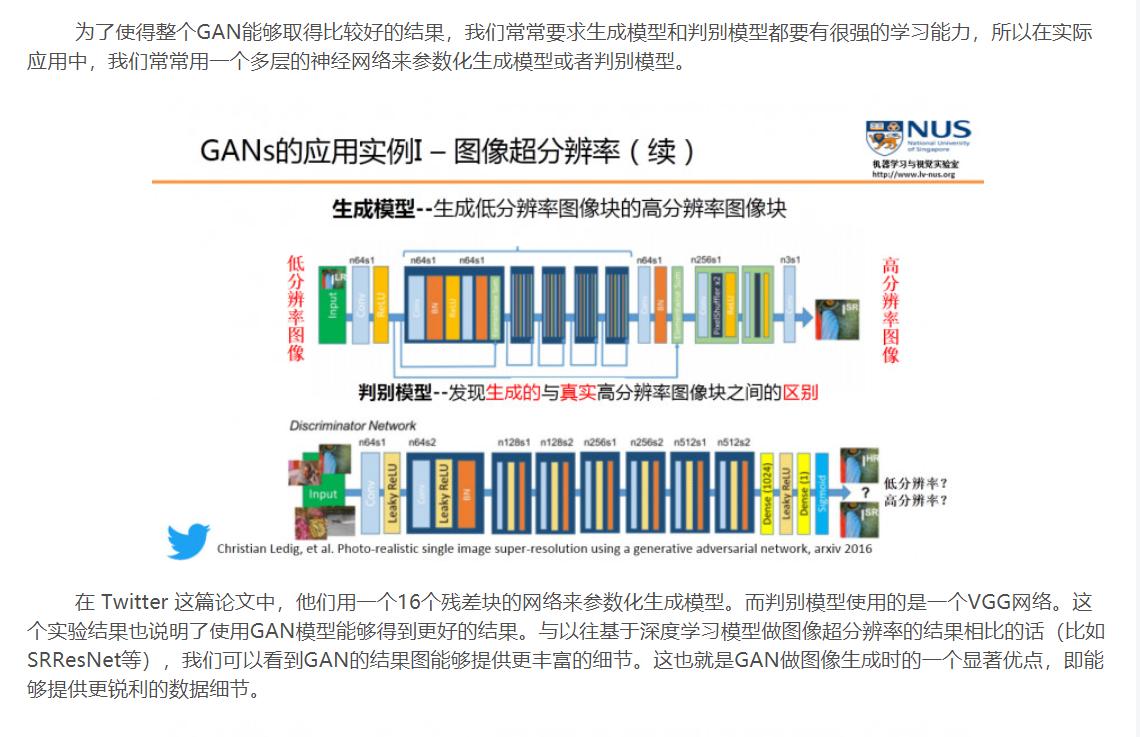 为了使得整个GAN能够取得比较好的结果，我们常常要求生成模型和判别模型都要有很强的学习能力，所以在实际
应用中，我们常常用一个多层的神经网络来参数化生成模型或者判别模型。
GANs的应用实例I – 图像超分辨率（续）
NUS
National University
of Singapore
机器学习与视觉实验室
http://www.lv-nus.org
生成模型--生成低分辨率图像块的高分辨率图像块
低分辨率图像
n64s1
n64s1
n64s1
n64s1
n256s1
n3s1
LR
Input
Conv
ReLU
Conv
BN
ReLU
Conv
BN
Elementwise Sum
Conv
PixelShuffler x2
ReLU
Conv
SR
高分辨率图像
判别模型--发现生成的与真实高分辨率图像块之间的区别
Discriminator Network
n64s1
n64s2
n128s1
n128s2
n256s1
n256s2
n512s1
n512s2
Input
Conv
Leaky ReLU
Conv
Leaky ReLU
BN
Dense (1024)
Leaky ReLU
Dense (1)
Sigmoid
IHR
?
ISR
低分辨率?
高分辨率?
Christian Ledig, et al. Photo-realistic single image super-resolution using a generative adversarial network, arxiv 2016
在 Twitter 这篇论文中，他们用一个16个残差块的网络来参数化生成模型。而判别模型使用的是一个VGG网络。这
个实验结果也说明了使用GAN模型能够得到更好的结果。与以往基于深度学习模型做图像超分辨率的结果相比的话（比如
SRResNet等），我们可以看到GAN的结果图能够提供更丰富的细节。这也就是GAN做图像生成时的一个显著优点，即能
够提供更锐利的数据细节。